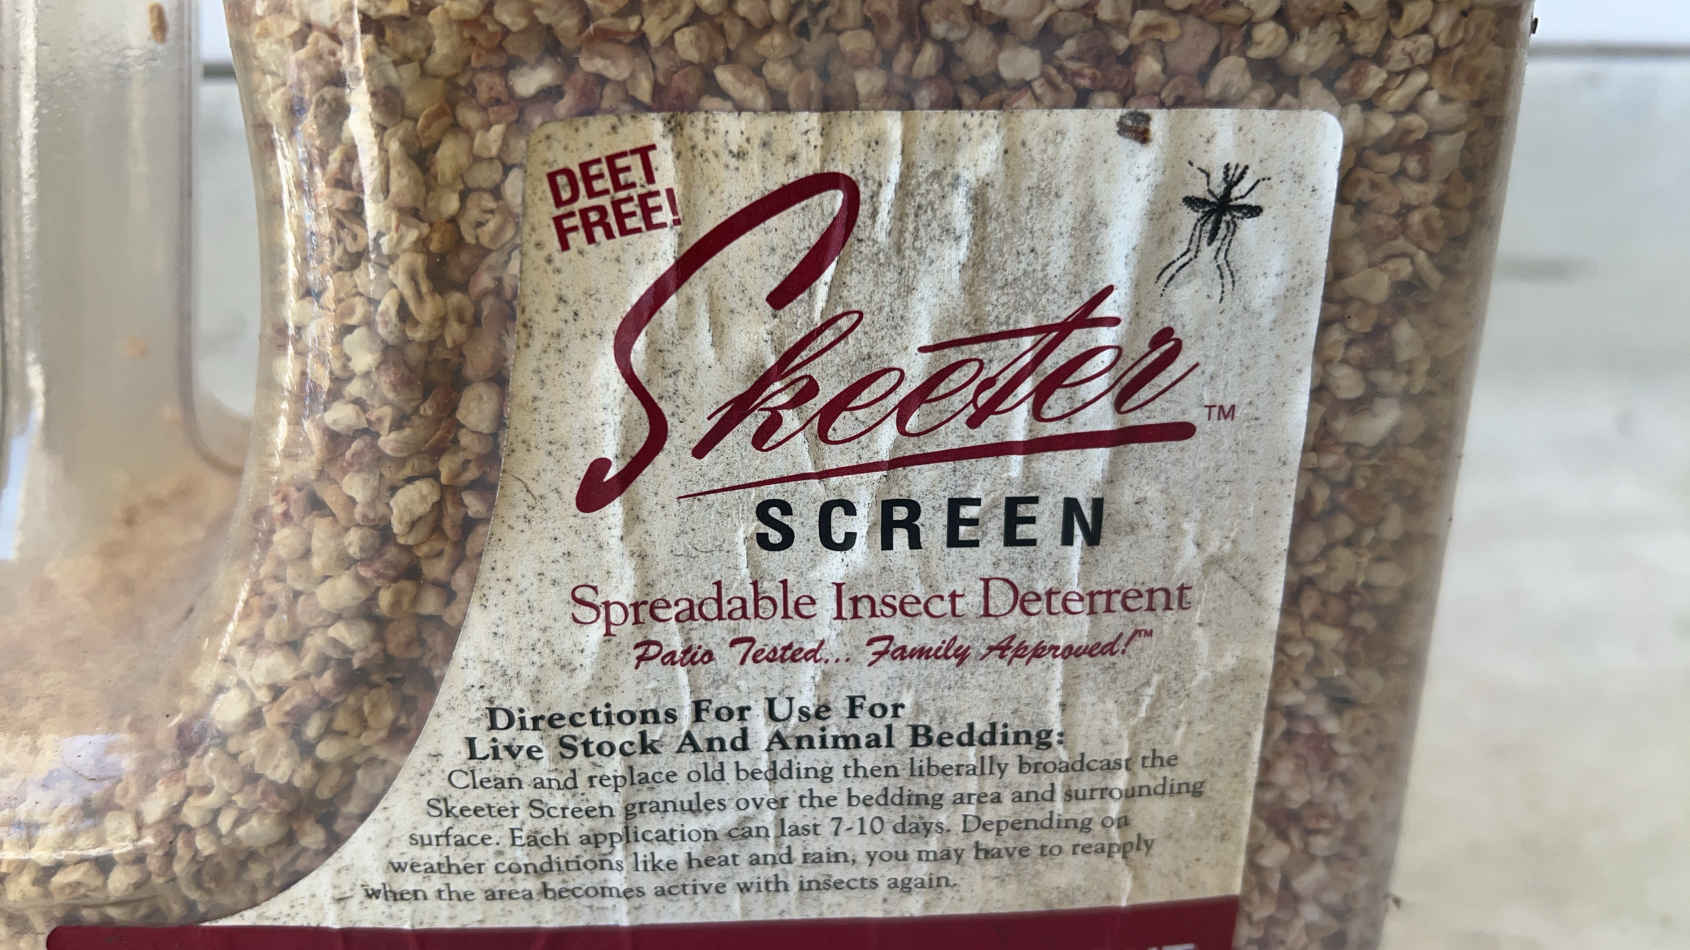 DEET
FREE!
Skeeter™
SCREEN
Spreadable Insect Deterrent
Patio Tested... Family Approved!™
Directions For Use For
Live Stock And Animal Bedding:
Clean and replace old bedding then liberally broadcast the
Skeeter Screen granules over the bedding area and surrounding
surface. Each application can last 7-10 days. Depending on
weather conditions like heat and rain, you may have to reapply
when the area becomes active with insects again.